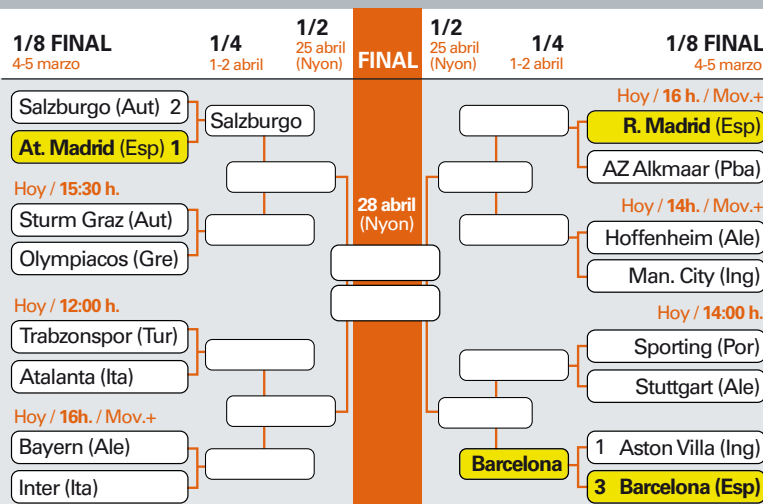 1/8 FINAL
4-5 marzo
1/4
1-2 abril
1/2
25 abril
(Nyon)
FINAL
1/2
25 abril
(Nyon)
1/4
1-2 abril
1/8 FINAL
4-5 marzo
Salzburgo (Aut) 2
At. Madrid (Esp) 1
Salzburgo
Hoy / 15:30 h.
Sturm Graz (Aut)
Olympiacos (Gre)
Hoy / 12:00 h.
Trabzonspor (Tur)
Atalanta (Ita)
Hoy / 16h. / Mov.+
Bayern (Ale)
Inter (Ita)
28 abril
(Nyon)
Hoy / 16 h. / Mov.+
R. Madrid (Esp)
AZ Alkmaar (Pba)
Hoy / 14h. / Mov.+
Hoffenheim (Ale)
Man. City (Ing)
Hoy / 14:00 h.
Sporting (Por)
Stuttgart (Ale)
Barcelona
1 Aston Villa (Ing)
3 Barcelona (Esp)